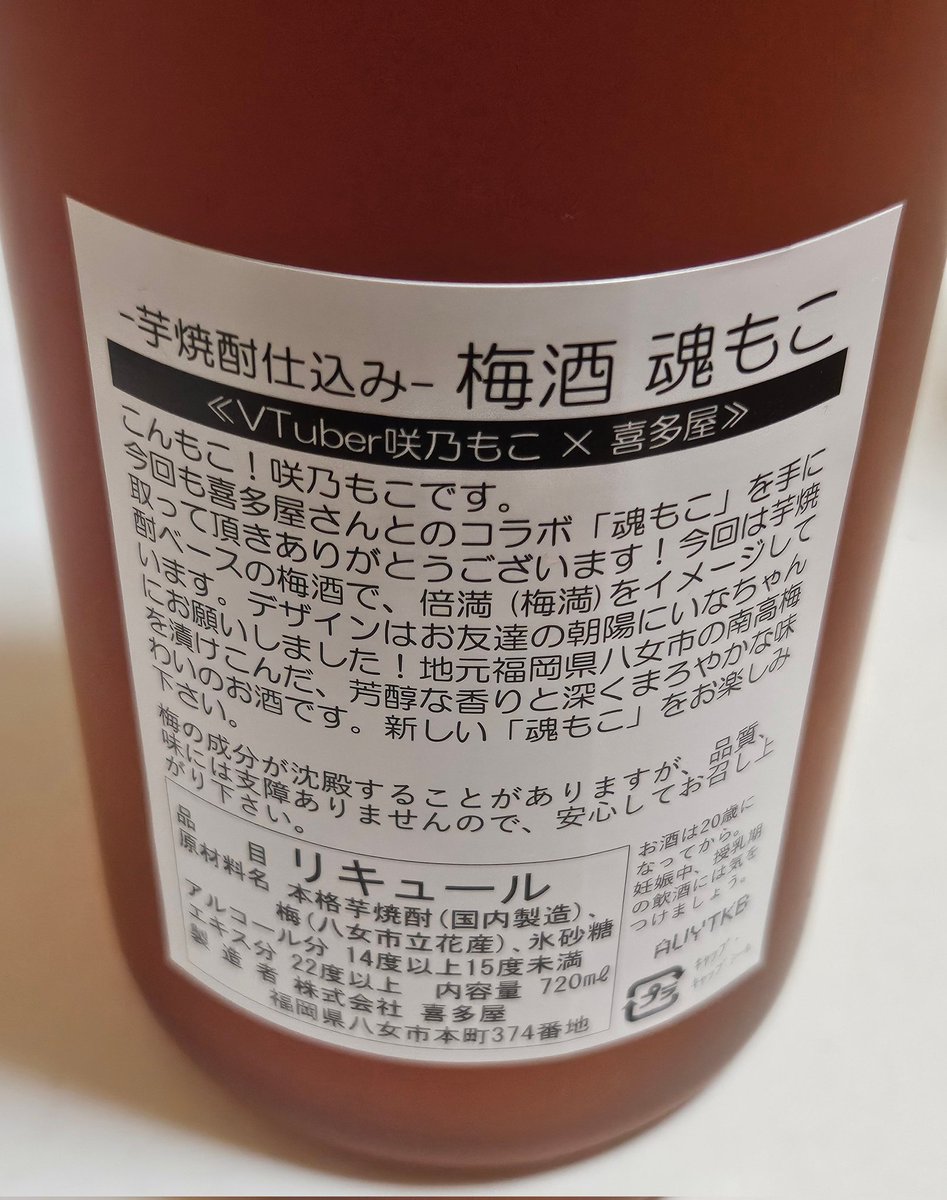 -芋焼酎仕込み- 梅酒 魂もこ
≪VTuber咲乃もこ × 喜多屋≫
こんもこ！咲乃もこです。
今回も喜多屋さんとのコラボ「魂もこ」を手に
取って頂きありがとうございます！今回は芋焼
酎ベースの梅酒で、倍満(梅満)をイメージして
います。デザインはお友達の朝陽にいなちゃん
にお願いしました！地元福岡県八女市の南高梅
を漬けこんだ、芳醇な香りと深くまろやかな味
わいのお酒です。新しい「魂もこ」をお楽しみ
下さい。
梅の成分が沈殿することがありますが、品質、
味には支障ありませんので、安心してお召し上
がり下さい。
品目 リキュール
原材料名 本格芋焼酎(国内製造)、
梅(八女市立花産)、氷砂糖
アルコール分 14度以上15度未満
エキス分 22度以上 内容量 720ml
製造者 株式会社 喜多屋
福岡県八女市本町374番地
お酒は20歳に
なってから。
妊娠中、授乳期
の飲酒には気を
つけましょう。
AUYTKB
プラ
キャップ・
キャップシール